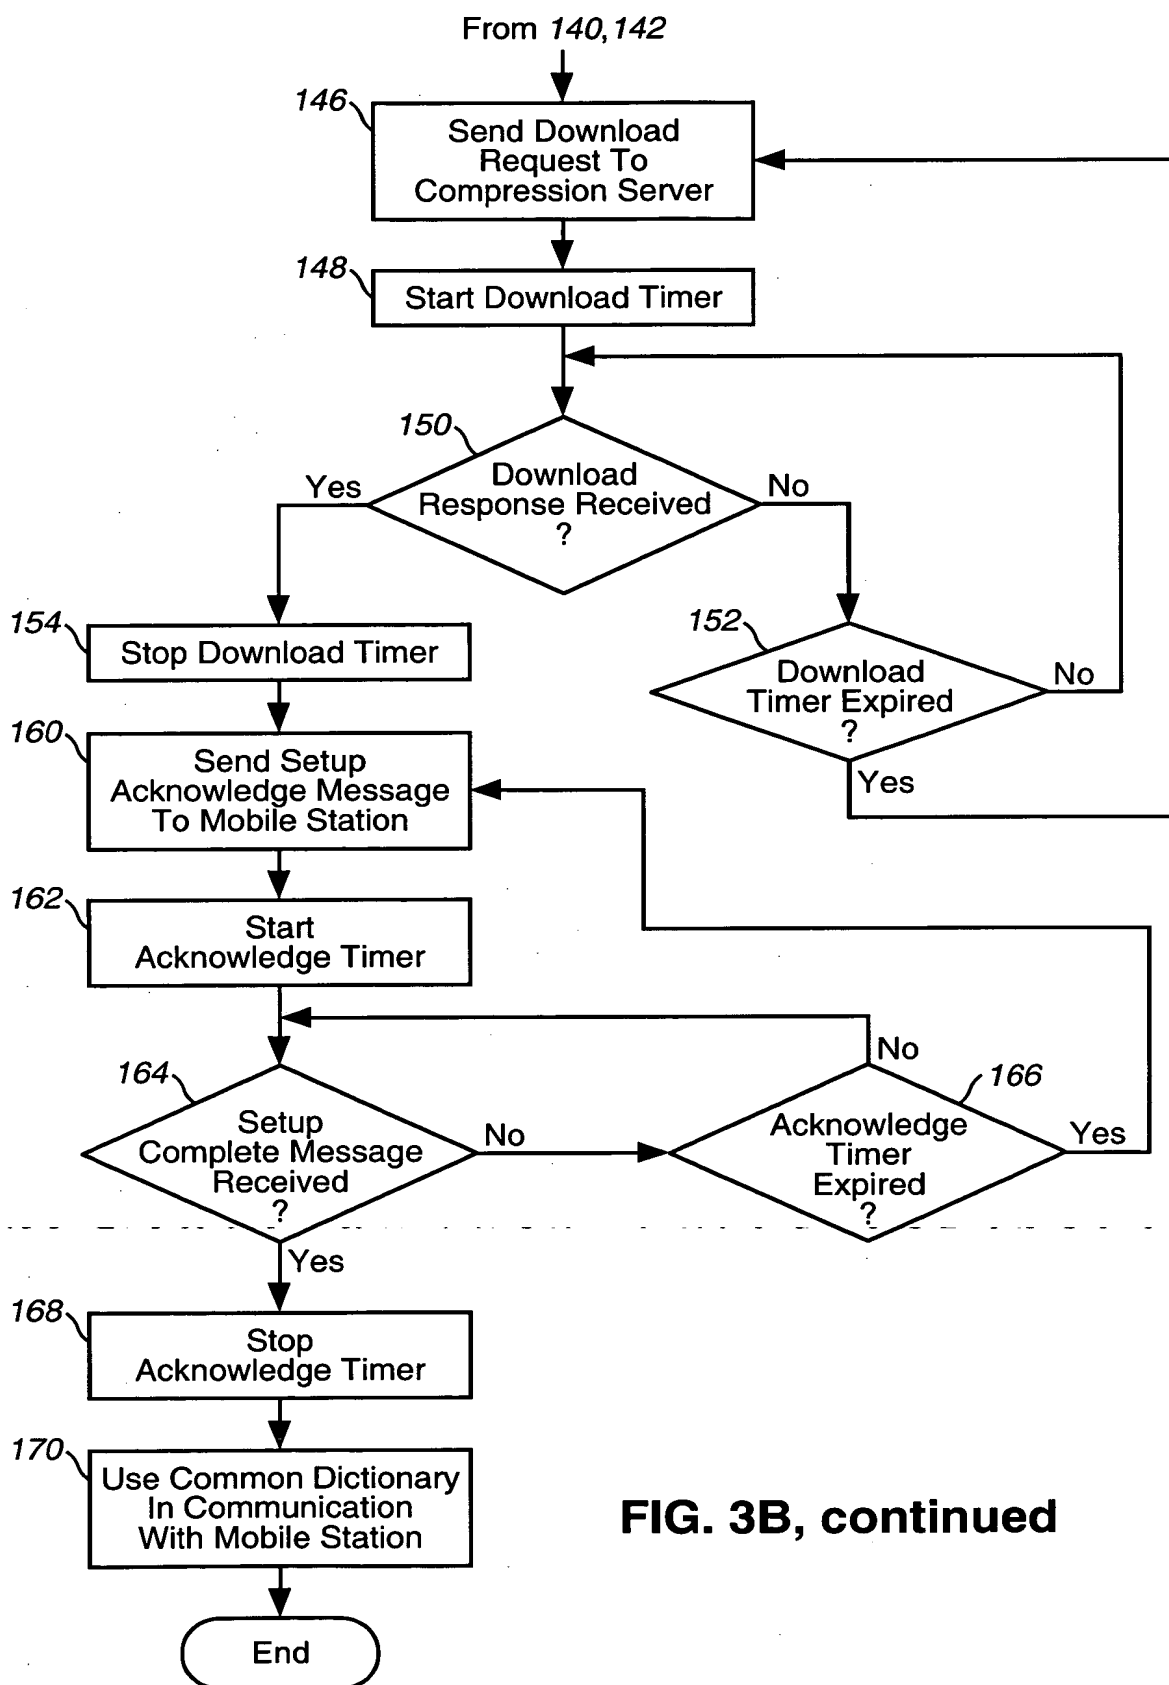 From 140, 142
146
Send Download
Request To
Compression Server
148
Start Download Timer
150
Download
Response Received
?
Yes
No
154
Stop Download Timer
152
Download
Timer Expired
?
No
Yes
160
Send Setup
Acknowledge Message
To Mobile Station
162
Start
Acknowledge Timer
164
Setup
Complete Message
Received
?
No
166
Acknowledge
Timer
Expired
?
No
Yes
Yes
168
Stop
Acknowledge Timer
170
Use Common Dictionary
In Communication
With Mobile Station
FIG. 3B, continued
End